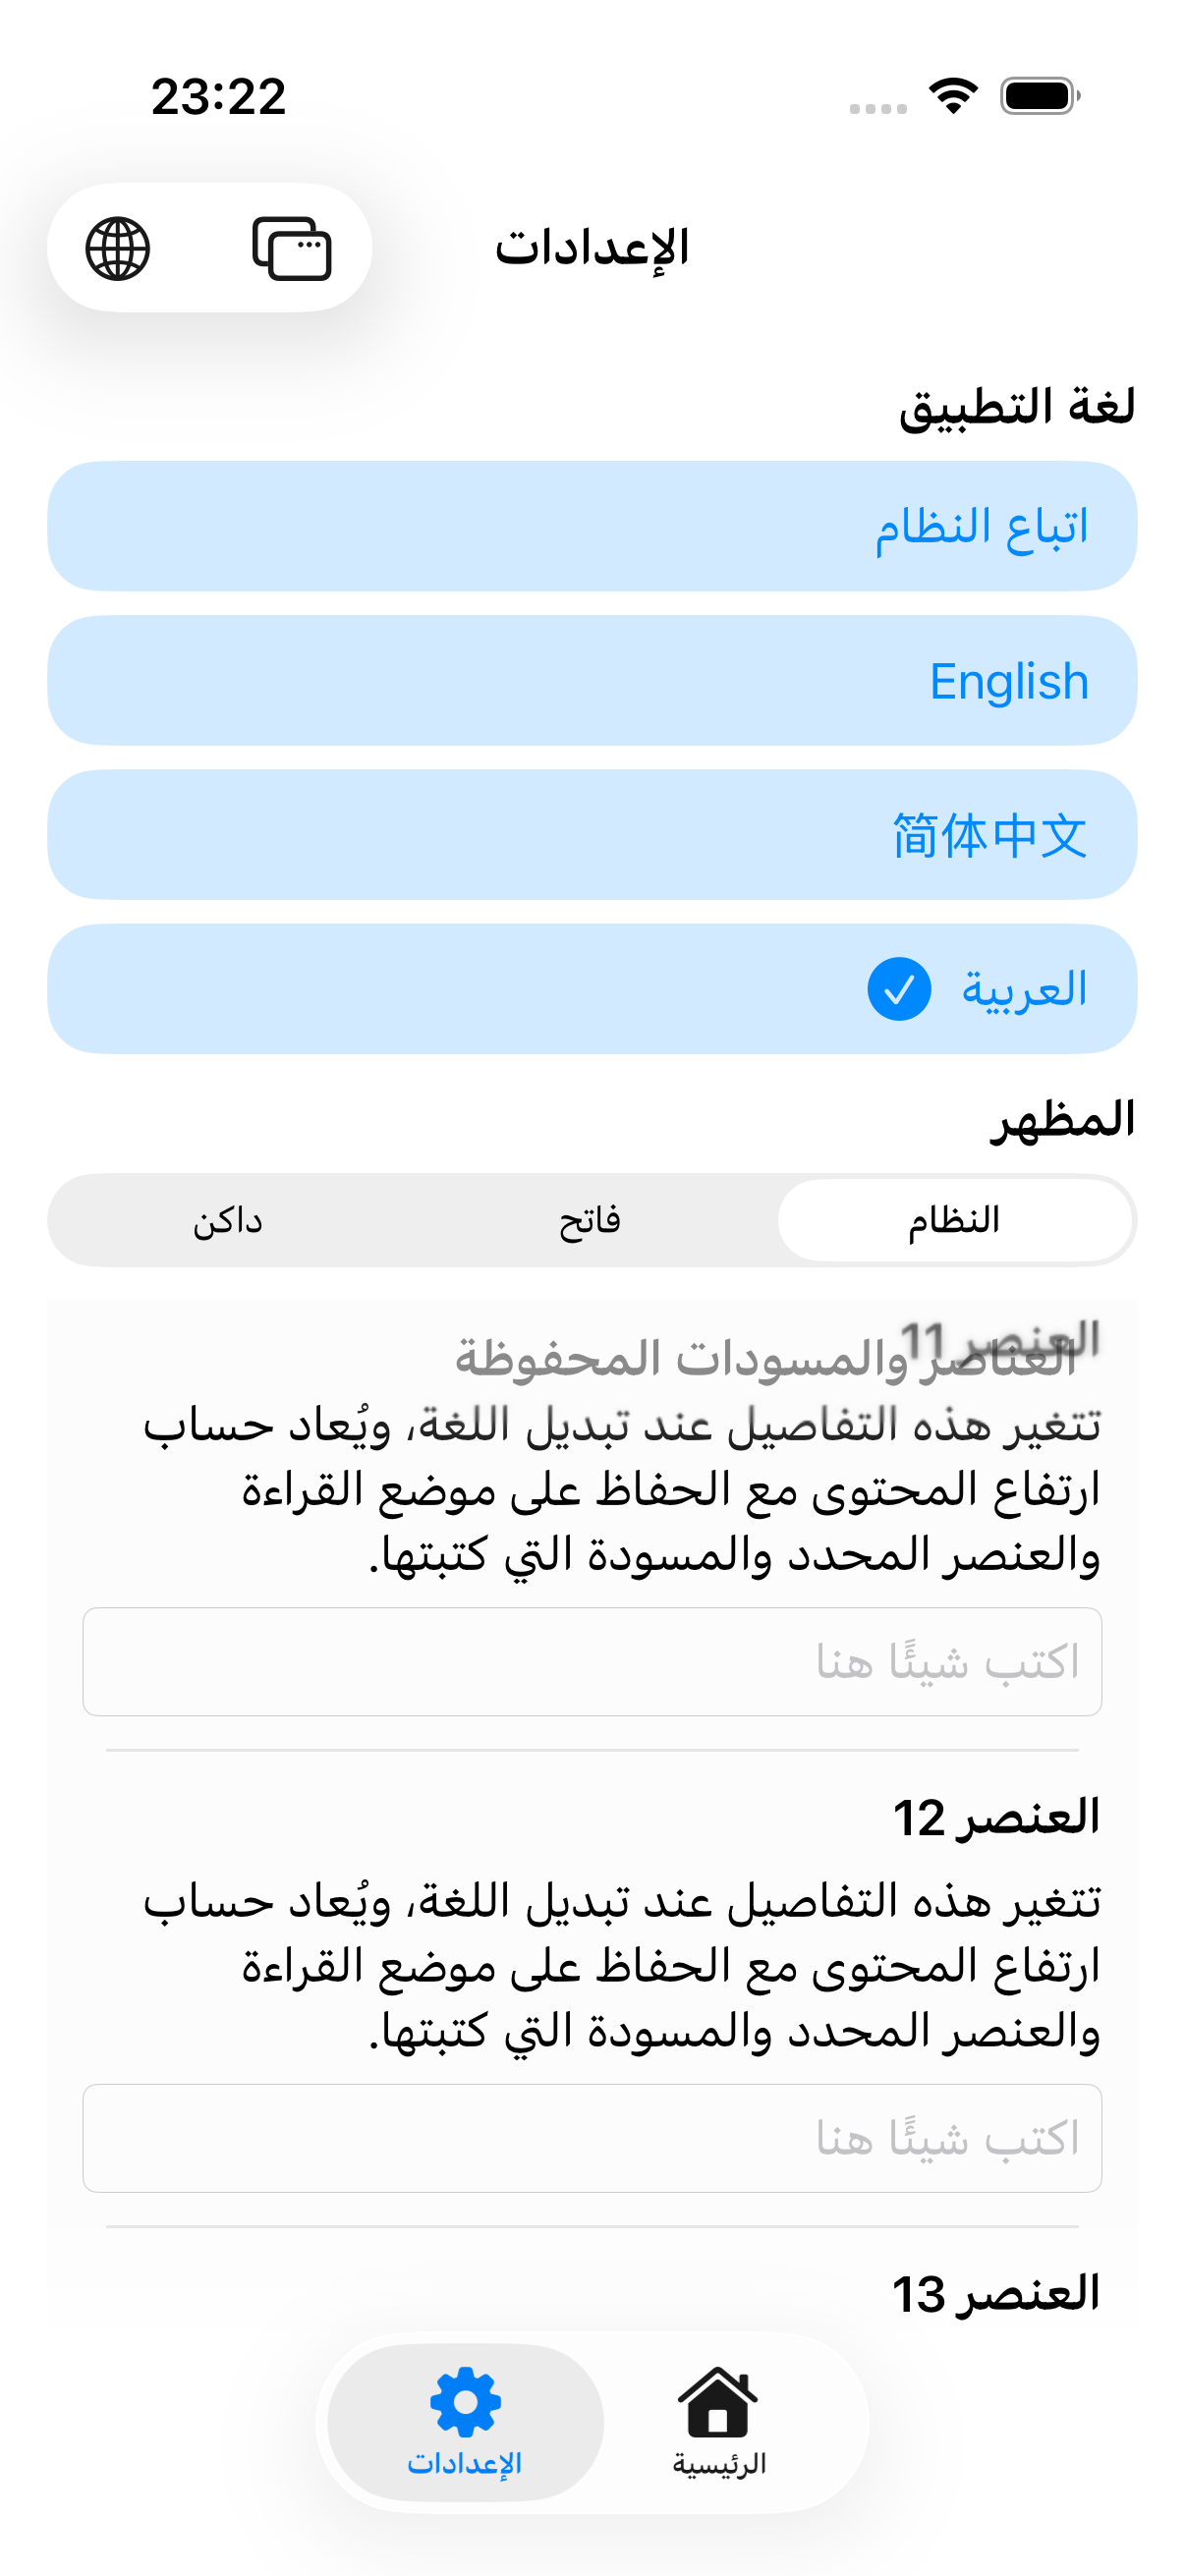 23:22
الإعدادات
لغة التطبيق
اتباع النظام
English
简体中文
العربية
المظهر
النظام
فاتح
داكن
العنصر 11
العناصر والمسودات المحفوظة
تتغير هذه التفاصيل عند تبديل اللغة، ويُعاد حساب
ارتفاع المحتوى مع الحفاظ على موضع القراءة
والعنصر المحدد والمسودة التي كتبتها.
اكتب شيئًا هنا
العنصر 12
تتغير هذه التفاصيل عند تبديل اللغة، ويُعاد حساب
ارتفاع المحتوى مع الحفاظ على موضع القراءة
والعنصر المحدد والمسودة التي كتبتها.
اكتب شيئًا هنا
العنصر 13
الرئيسية
الإعدادات